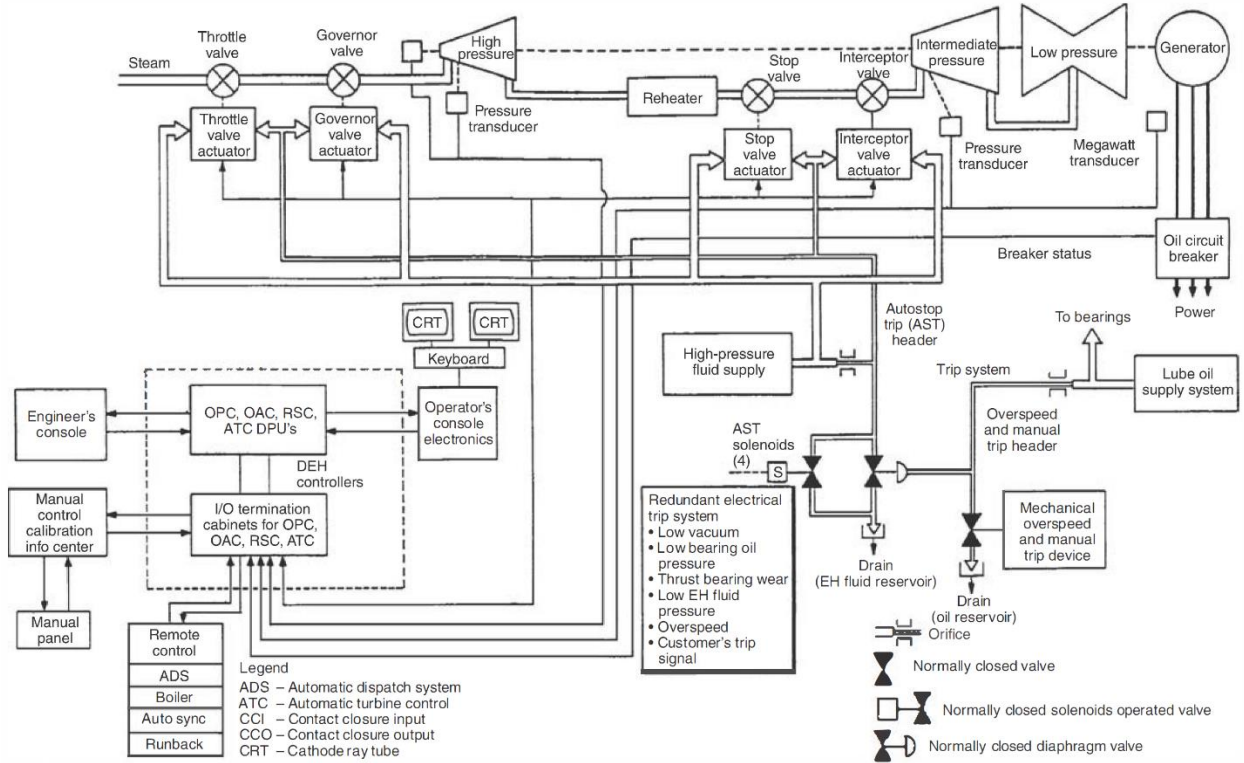 Throttle
valve
Governor
valve
High
pressure
Intermediate
pressure
Low pressure
Generator
Steam
Stop
valve
Interceptor
valve
Reheater
Throttle
valve
actuator
Governor
valve
actuator
Pressure
transducer
Stop
valve
actuator
Interceptor
valve
actuator
Pressure
transducer
Megawatt
transducer
Oil circuit
breaker
Breaker status
Power
CRT
CRT
Keyboard
High-pressure
fluid supply
Autostop
trip (AST)
header
To bearings
Trip system
Lube oil
supply system
Overspeed
and manual
trip header
Engineer's
console
OPC, OAC, RSC,
ATC DPU's
Operator's
console
electronics
DEH
controllers
AST
solenoids
(4)
S
Manual
control
calibration
info center
I/O termination
cabinets for OPC,
OAC, RSC, ATC
Redundant electrical
trip system
• Low vacuum
• Low bearing oil
pressure
• Thrust bearing wear
• Low EH fluid
pressure
• Overspeed
• Customer's trip
signal
Mechanical
overspeed
and manual
trip device
Drain
(EH fluid reservoir)
Drain
(oil reservoir)
Manual
panel
Remote
control
ADS
Boiler
Auto sync
Runback
Legend
ADS – Automatic dispatch system
ATC – Automatic turbine control
CCI – Contact closure input
CCO – Contact closure output
CRT – Cathode ray tube
Orifice
Normally closed valve
Normally closed solenoids operated valve
Normally closed diaphragm valve